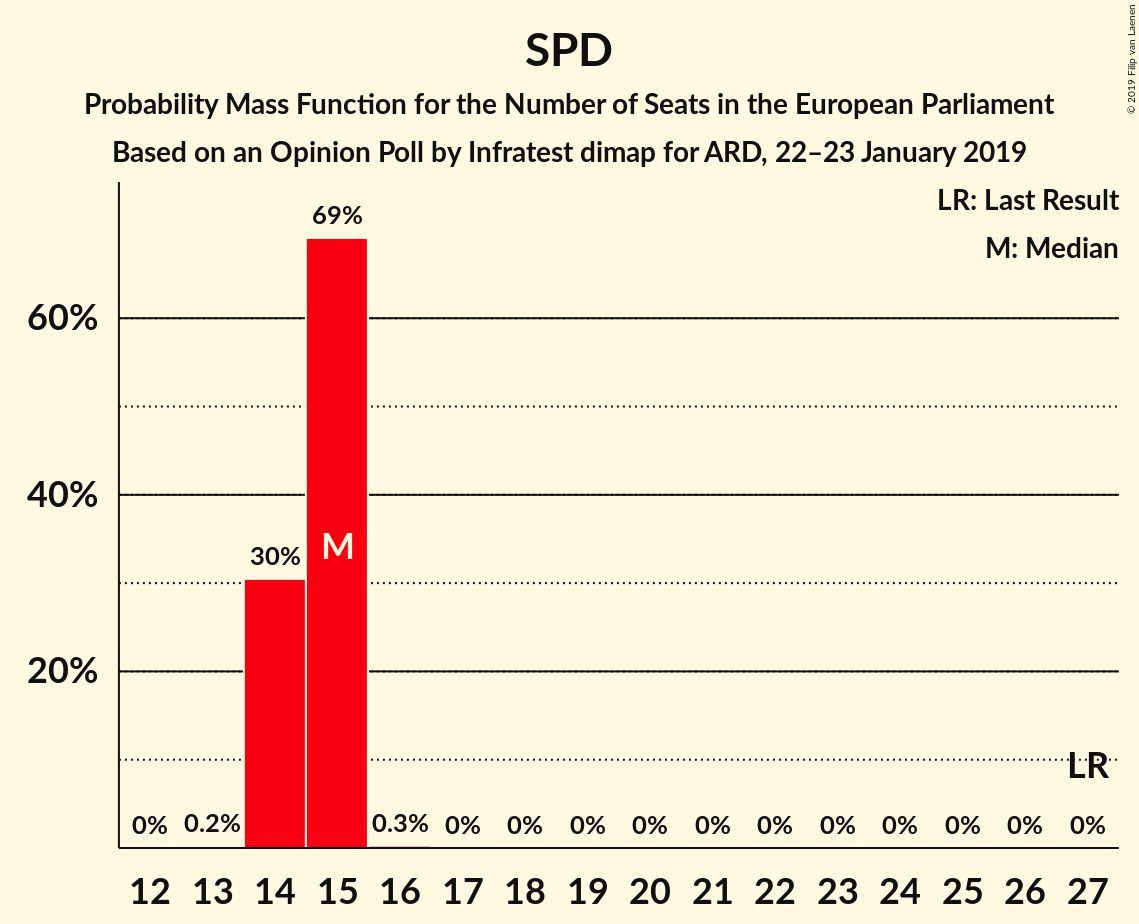 SPD
Probability Mass Function for the Number of Seats in the European Parliament
Based on an Opinion Poll by Infratest dimap for ARD, 22–23 January 2019
© 2019 Filip van Laenen
LR: Last Result
M: Median
69%
60%
40%
30%
M
20%
LR
0% 0.2% 0.3% 0% 0% 0% 0% 0% 0% 0% 0% 0% 0% 0%
12 13 14 15 16 17 18 19 20 21 22 23 24 25 26 27